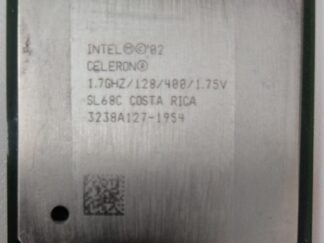 INTEL Ⓜ©'02
CELERON®
1.7GHZ/128/400/1.75V
SL68C COSTA RICA
3238A127-1954